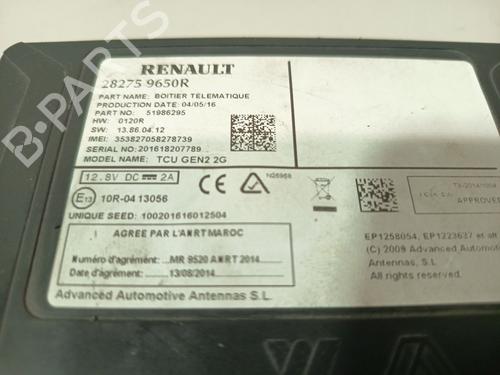 RENAULT
28275 9650R
PART NAME: BOITIER TELEMATIQUE
PRODUCTION DATE: 04/05/16
PART NO: 51986295
HW: 0120R
SW: 13.86.04.12
IMEI: 353827058278739
SERIAL NO: 201618207789
MODEL NAME: TCU GEN2 2G
12.8V DC 2A
CE
N26968
E13 10R-04 13056
UNIQUE SEED: 100201616012504
AGREE PAR L'ANRT MAROC
Numéro d'agrément: MR 9520 ANRT 2014
Date d'agrément: 13/08/2014
Advanced Automotive Antennas S.L.
APPROVED
EP1258054, EP1223637 et alt
(C) 2009 Advanced Automotive
Antennas, S.L.
All rights reserved.
B-PARTS